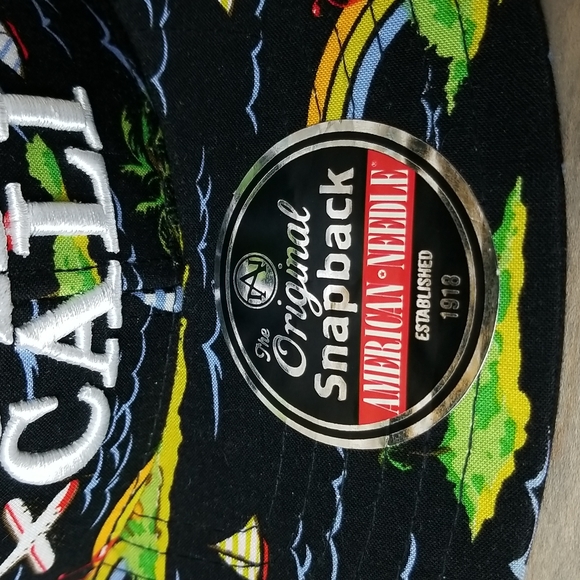 CALI
The
Original
Snapback
AMERICAN NEEDLE®
ESTABLISHED
1918